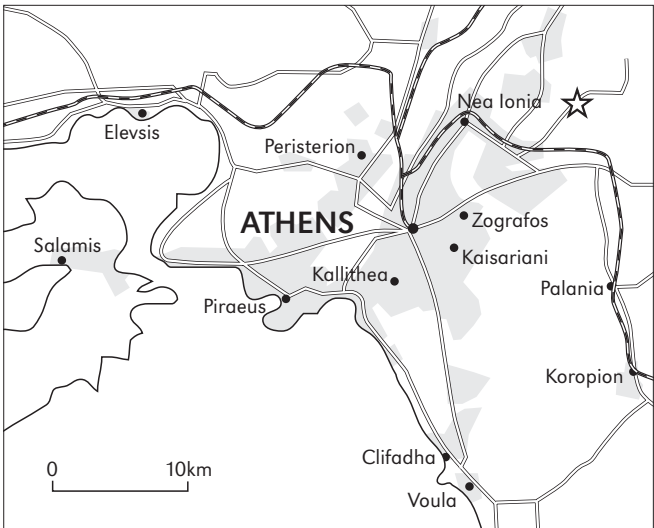 Nea Ionia
Elevsis
Peristerion
ATHENS
Zografos
Salamis
Kaisariani
Kallithea
Palania
Piraeus
Koropion
Clifadha
0 10km
Voula